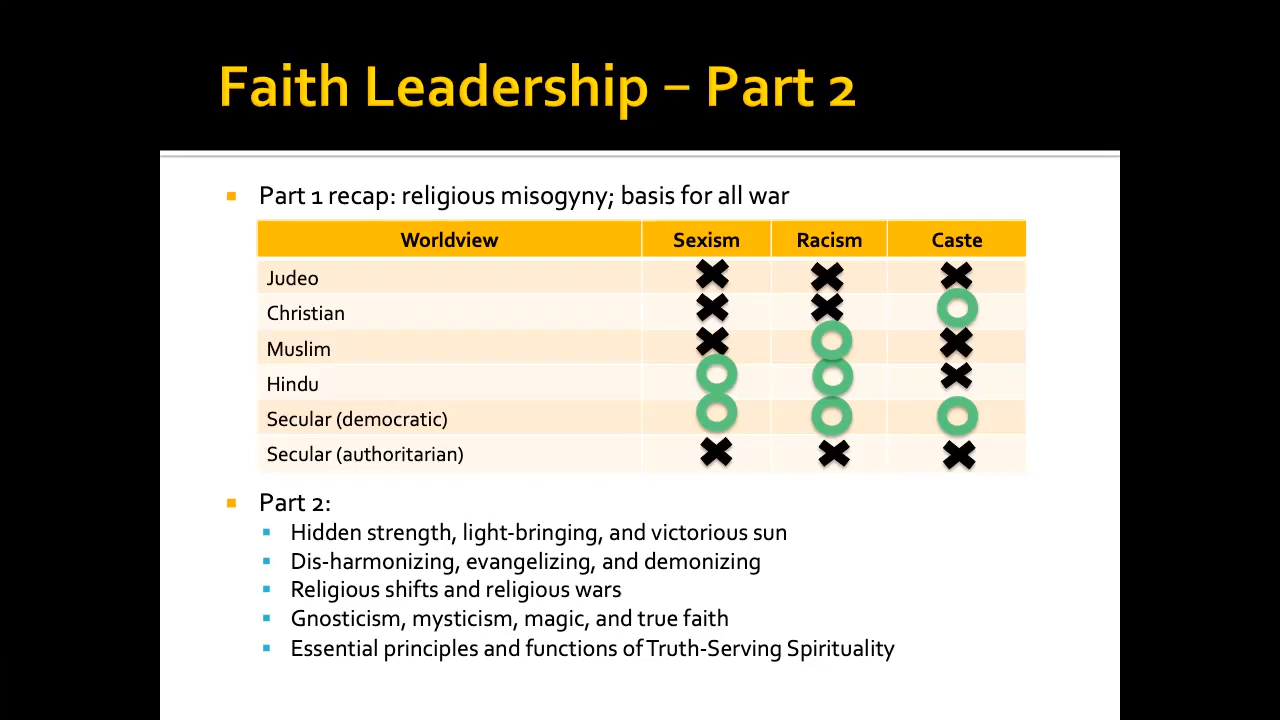 Faith Leadership – Part 2
Part 1 recap: religious misogyny; basis for all war
Worldview Sexism Racism Caste
Judeo
Christian
Muslim
Hindu
Secular (democratic)
Secular (authoritarian)
Part 2:
Hidden strength, light-bringing, and victorious sun
Dis-harmonizing, evangelizing, and demonizing
Religious shifts and religious wars
Gnosticism, mysticism, magic, and true faith
Essential principles and functions of Truth-Serving Spirituality